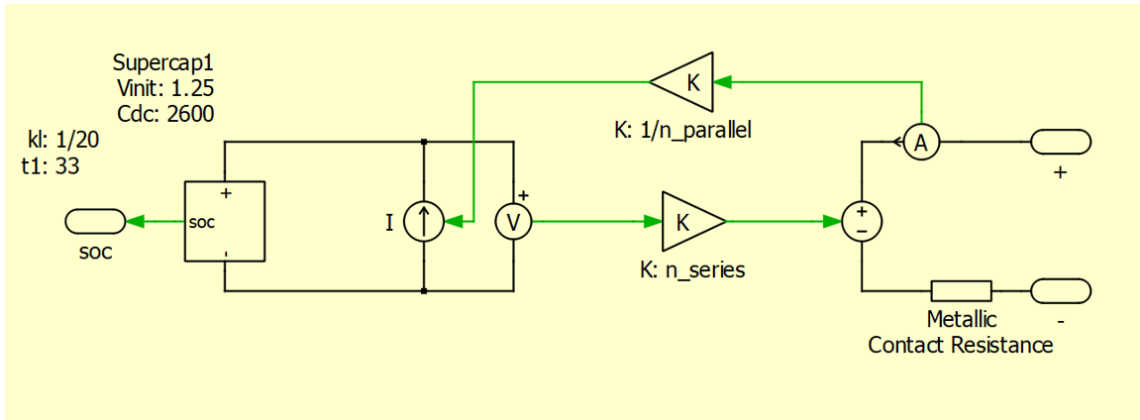 Supercap1
Vinit: 1.25
Cdc: 2600
kl: 1/20
t1: 33
+
soc
-
soc
I
+
V
K
K: 1/n_parallel
K
K: n_series
A
+
-
+
-
Metallic
Contact Resistance